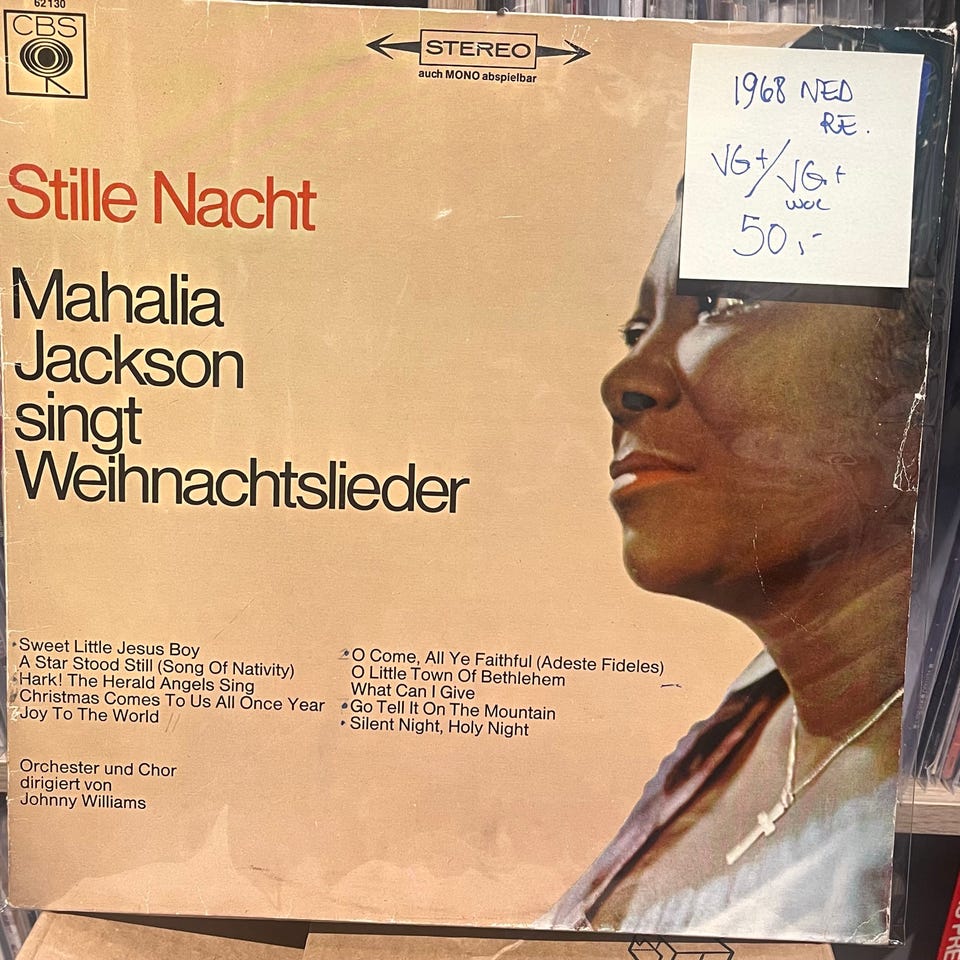 62130
CBS
STEREO
auch MONO abspielbar
1968 NED
RE.
VG+/VG+
WOC
50,-
Stille Nacht
Mahalia
Jackson
singt
Weihnachtslieder
Sweet Little Jesus Boy
A Star Stood Still (Song Of Nativity)
Hark! The Herald Angels Sing
Christmas Comes To Us All Once Year
Joy To The World
O Come, All Ye Faithful (Adeste Fideles)
O Little Town Of Bethlehem
What Can I Give
Go Tell It On The Mountain
Silent Night, Holy Night
Orchester und Chor
dirigiert von
Johnny Williams